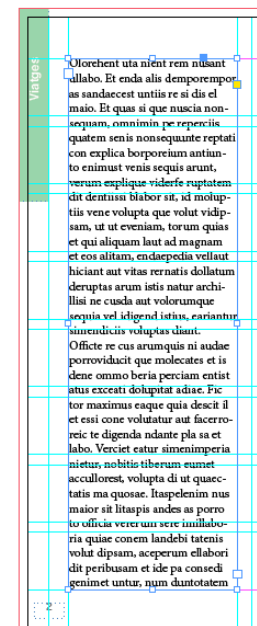 Viatges
Olorehent uta nient rem nusant
ullabo. Et enda alis demporempor
as sandaecest untiis re si dis el
maio. Et quas si que nuscia non-
sequam, omnimin pe reperciis
quatem senis nonsequunte reptati
con explica borporeium antiun-
to enimust venis sequis arunt,
verum explique viderfe ruptatem
dit dentiissi blabor sit, id molup-
tiis vene volupta que volut vidip-
sam, ut ut eveniam, torum quias
et qui aliquam laut ad magnam
et eos alitam, endaepedia vellaut
hiciant aut vitas rernatis dollatum
deruptas arum istis natur archi-
llisi ne cusda aut volorumque
sequia vel idigend istius, eariantur
simendiciis voluptas diant.
Officte re cus arumquis ni audae
porroviducit que molecates et is
dene ommo beria perciam entist
atus exceati dolupitat adiae. Fic
tor maximus eaque quia descit il
et essi cone volutatur aut facerro-
reic te digenda ndante pla sa et
labo. Verciet eatur simenimperia
nietur, nobitis tiberum eumet
accullorest, volupta di ut quaec-
tatis ma quosae. Itaspelenim nus
maior sit litaspis andes as porro
to officia vererum sere imillabo-
ria quiae conem landebi tatenis
volut dipsam, aceperum ellabori
dit peribusam et ide pa consedi
genimet untur, num duntotatem
2